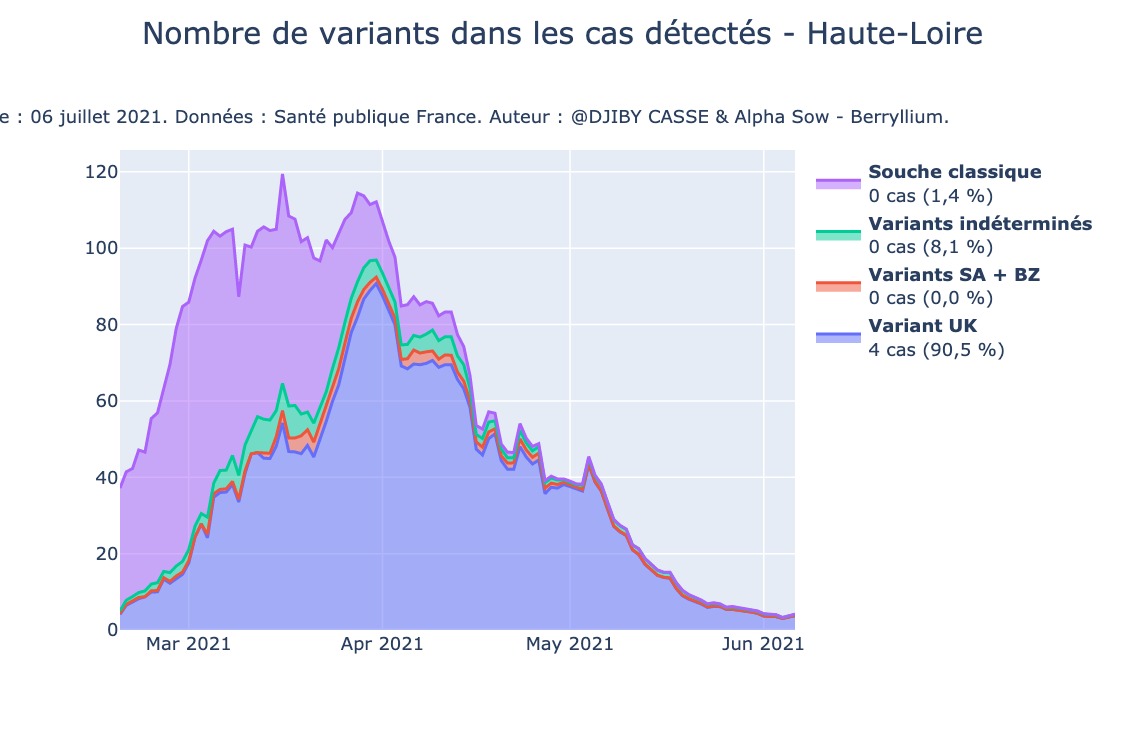 Nombre de variants dans les cas détectés - Haute-Loire
e : 06 juillet 2021. Données : Santé publique France. Auteur : @DJIBY CASSE & Alpha Sow - Berryllium.
120
100
80
60
40
20
0
Mar 2021 Apr 2021 May 2021 Jun 2021
Souche classique
0 cas (1,4 %)
Variants indéterminés
0 cas (8,1 %)
Variants SA + BZ
0 cas (0,0 %)
Variant UK
4 cas (90,5 %)